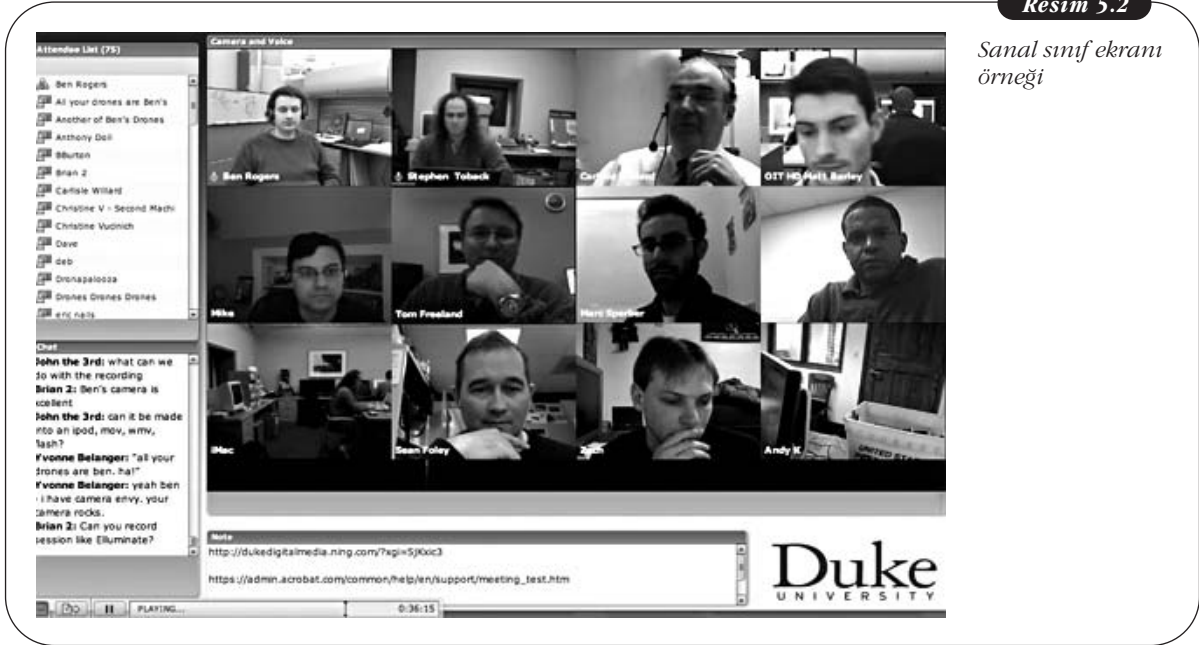 Resim 5.2
Sanal sınıf ekranı
örneği
Attendee List (75)
Ben Rogers
All your drones are Ben's
Another of Ben's Drones
Anthony Doll
BBurton
Brian 2
Carlisle Willard
Christine V - Second Machi
Christine Vucinich
Dave
deb
Dronapalooza
Drones Drones Drones
eric nails
Chat
John the 3rd: what can we
do with the recording
Brian 2: Ben's camera is
excellent
John the 3rd: can it be made
into an ipod, mov, wmv,
flash?
Yvonne Belanger: "all your
drones are ben. ha!"
Yvonne Belanger: yeah ben
- i have camera envy. your
camera rocks.
Brian 2: Can you record
session like Elluminate?
Camera and Voice
Ben Rogers
Stephen Toback
OIT HD Matt Barley
Mike
Tom Freeland
Marc Sperber
iMac
Sean Foley
Zach
Andy K
Note
http://dukedigitalmedia.ning.com/?xgi=5jKxic3
https://admin.acrobat.com/common/help/en/support/meeting_test.htm
Duke
UNIVERSITY
PLAYING...
0:36:15